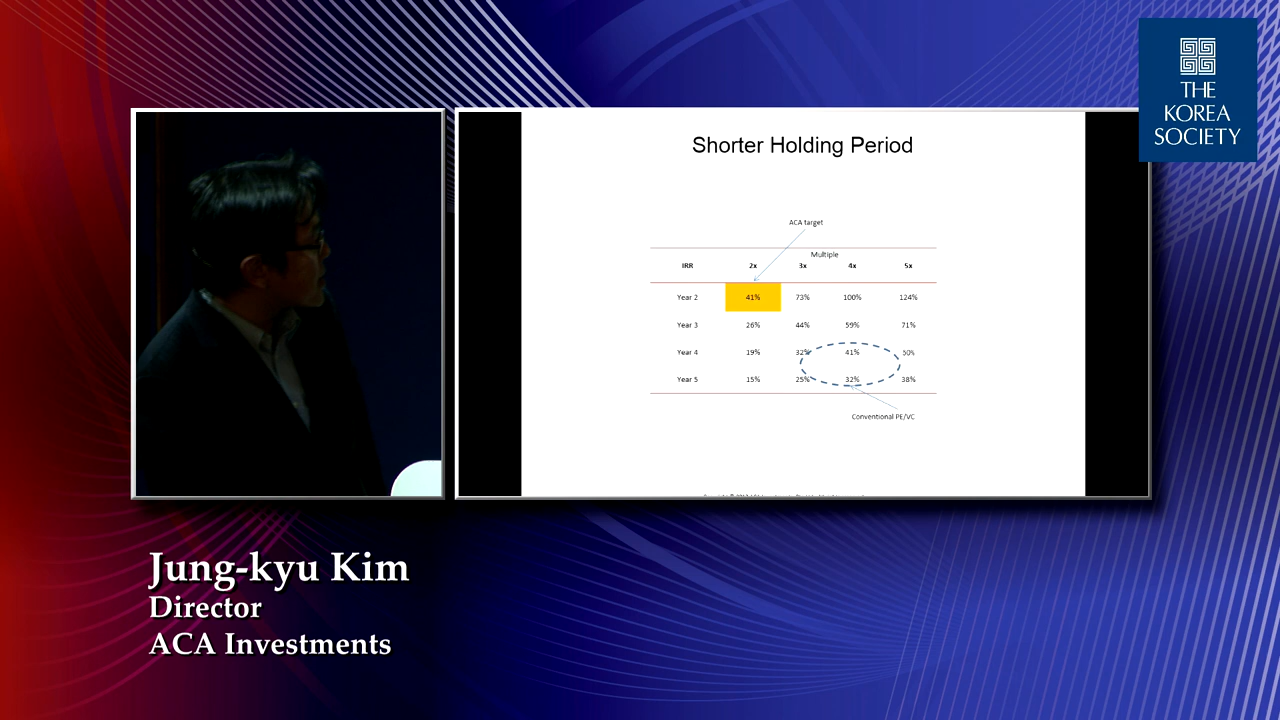 THE
KOREA
SOCIETY
Shorter Holding Period
ACA target
Multiple
IRR 2x 3x 4x 5x
Year 2 41% 73% 100% 124%
Year 3 26% 44% 59% 71%
Year 4 19% 32% 41% 50%
Year 5 15% 25% 32% 38%
Conventional PE/VC
Jung-kyu Kim
Director
ACA Investments